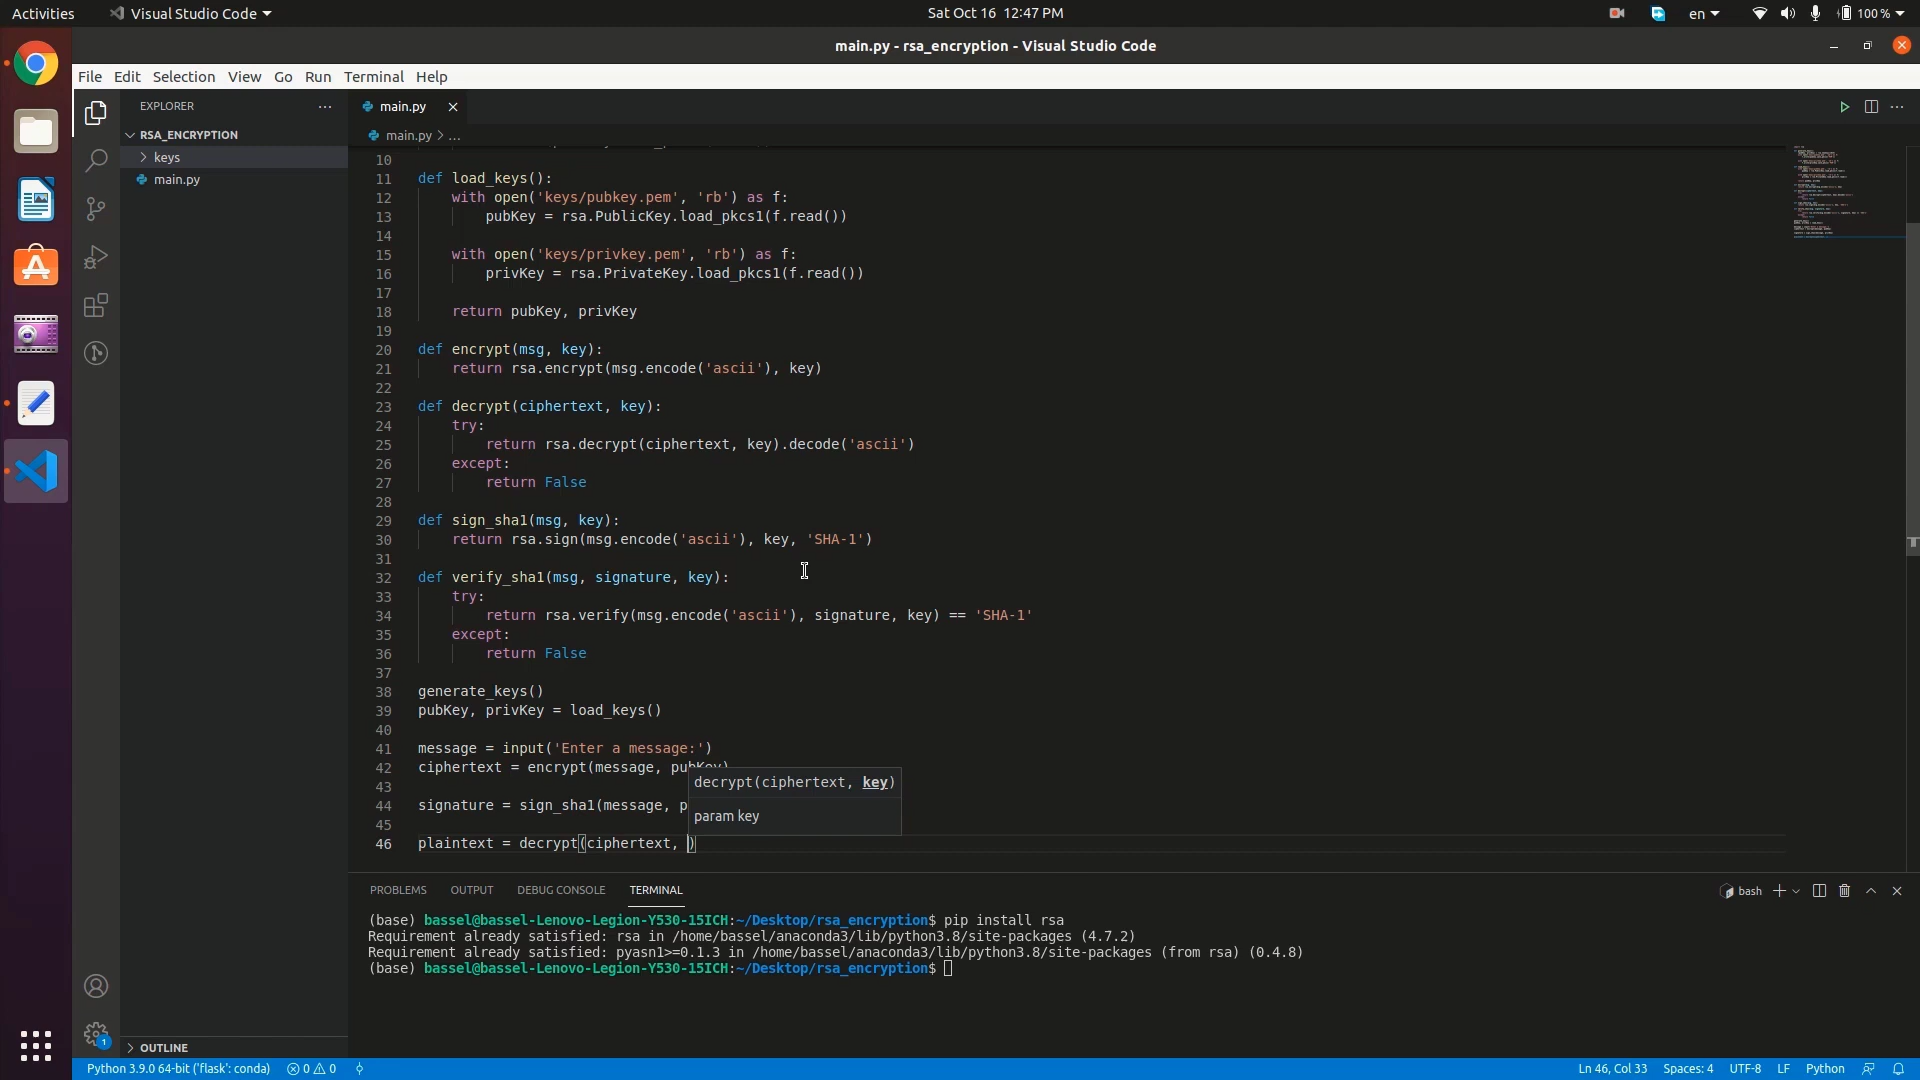 Activities
Visual Studio Code
Sat Oct 16 12:47 PM
en
100 %
main.py - rsa_encryption - Visual Studio Code
File Edit Selection View Go Run Terminal Help
EXPLORER
RSA_ENCRYPTION
keys
main.py
OUTLINE
main.py
main.py > ...
10
11 def load_keys():
12 with open('keys/pubkey.pem', 'rb') as f:
13 pubKey = rsa.PublicKey.load_pkcs1(f.read())
14
15 with open('keys/privkey.pem', 'rb') as f:
16 privKey = rsa.PrivateKey.load_pkcs1(f.read())
17
18 return pubKey, privKey
19
20 def encrypt(msg, key):
21 return rsa.encrypt(msg.encode('ascii'), key)
22
23 def decrypt(ciphertext, key):
24 try:
25 return rsa.decrypt(ciphertext, key).decode('ascii')
26 except:
27 return False
28
29 def sign_sha1(msg, key):
30 return rsa.sign(msg.encode('ascii'), key, 'SHA-1')
31
32 def verify_sha1(msg, signature, key):
33 try:
34 return rsa.verify(msg.encode('ascii'), signature, key) == 'SHA-1'
35 except:
36 return False
37
38 generate_keys()
39 pubKey, privKey = load_keys()
40
41 message = input('Enter a message:')
42 ciphertext = encrypt(message, pubKey)
43
44 signature = sign_sha1(message, p
45
46 plaintext = decrypt(ciphertext, )
decrypt(ciphertext, key)
param key
PROBLEMS OUTPUT DEBUG CONSOLE TERMINAL
bash
(base) bassel@bassel-Lenovo-Legion-Y530-15ICH:~/Desktop/rsa_encryption$ pip install rsa
Requirement already satisfied: rsa in /home/bassel/anaconda3/lib/python3.8/site-packages (4.7.2)
Requirement already satisfied: pyasn1>=0.1.3 in /home/bassel/anaconda3/lib/python3.8/site-packages (from rsa) (0.4.8)
(base) bassel@bassel-Lenovo-Legion-Y530-15ICH:~/Desktop/rsa_encryption$
1
Python 3.9.0 64-bit ('flask': conda) 0 0
Ln 46, Col 33 Spaces: 4 UTF-8 LF Python